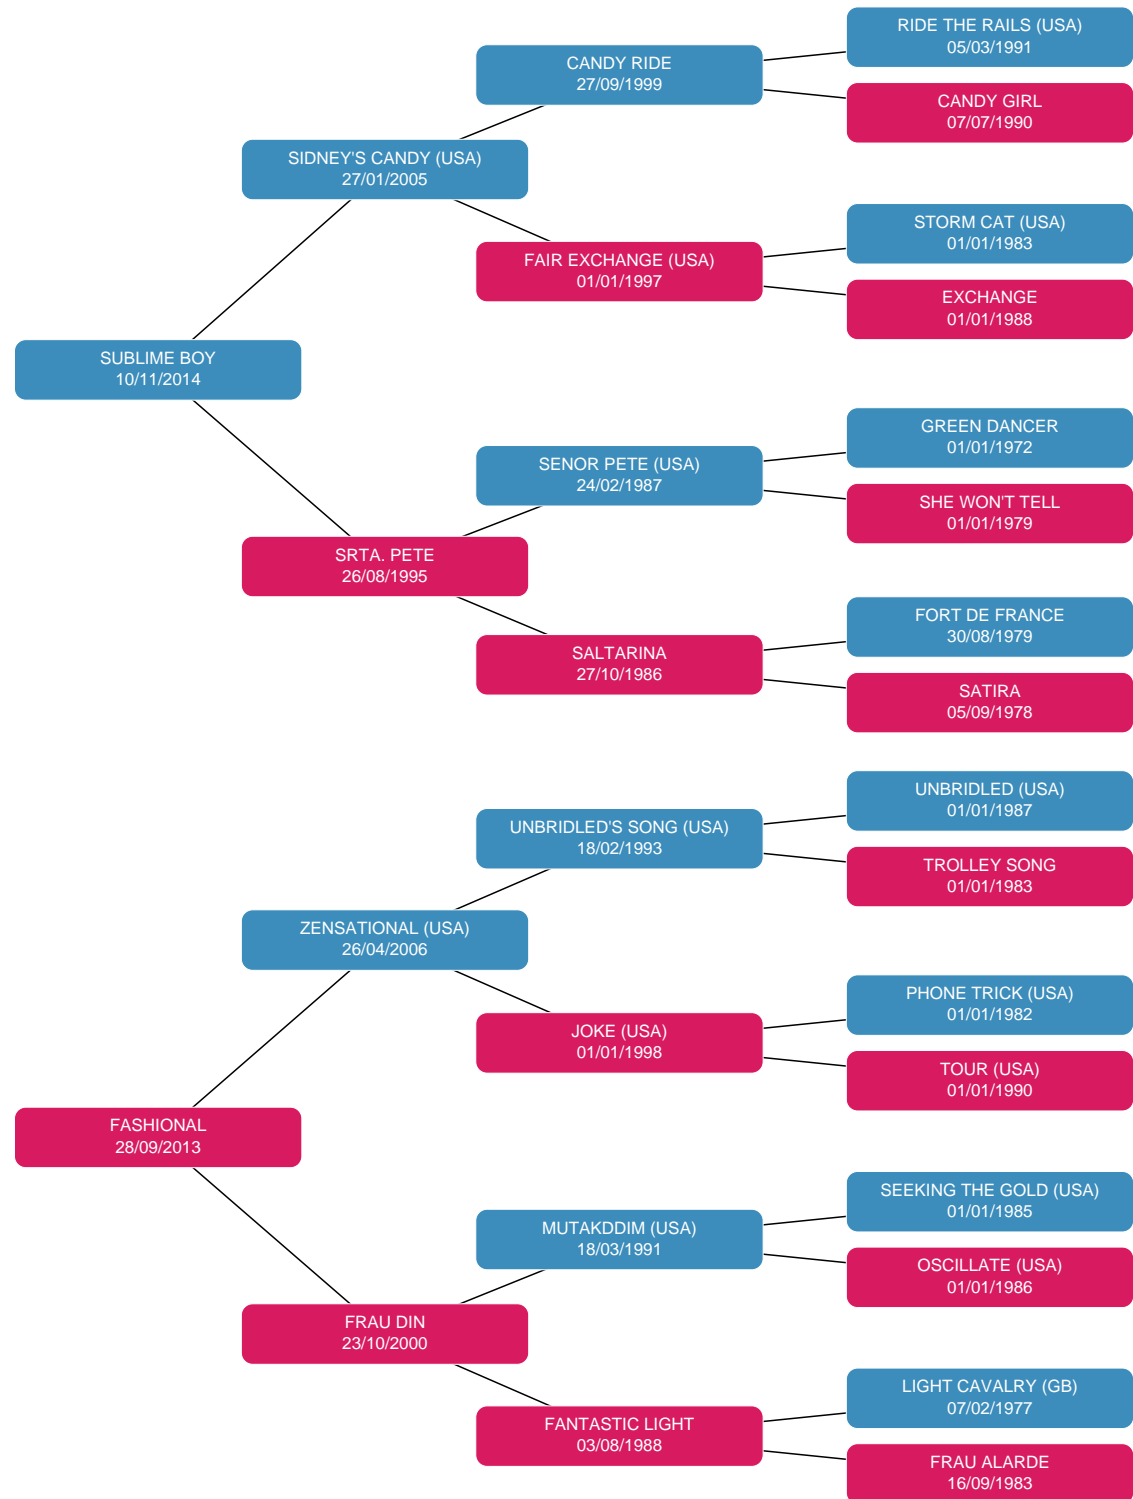 RIDE THE RAILS (USA)
05/03/1991
CANDY RIDE
27/09/1999
CANDY GIRL
07/07/1990
SIDNEY'S CANDY (USA)
27/01/2005
STORM CAT (USA)
01/01/1983
FAIR EXCHANGE (USA)
01/01/1997
EXCHANGE
01/01/1988
SUBLIME BOY
10/11/2014
GREEN DANCER
01/01/1972
SENOR PETE (USA)
24/02/1987
SHE WON'T TELL
01/01/1979
SRTA. PETE
26/08/1995
FORT DE FRANCE
30/08/1979
SALTARINA
27/10/1986
SATIRA
05/09/1978
UNBRIDLED (USA)
01/01/1987
UNBRIDLED'S SONG (USA)
18/02/1993
TROLLEY SONG
01/01/1983
ZENSATIONAL (USA)
26/04/2006
PHONE TRICK (USA)
01/01/1982
JOKE (USA)
01/01/1998
TOUR (USA)
01/01/1990
FASHIONAL
28/09/2013
SEEKING THE GOLD (USA)
01/01/1985
MUTAKDDIM (USA)
18/03/1991
OSCILLATE (USA)
01/01/1986
FRAU DIN
23/10/2000
LIGHT CAVALRY (GB)
07/02/1977
FANTASTIC LIGHT
03/08/1988
FRAU ALARDE
16/09/1983